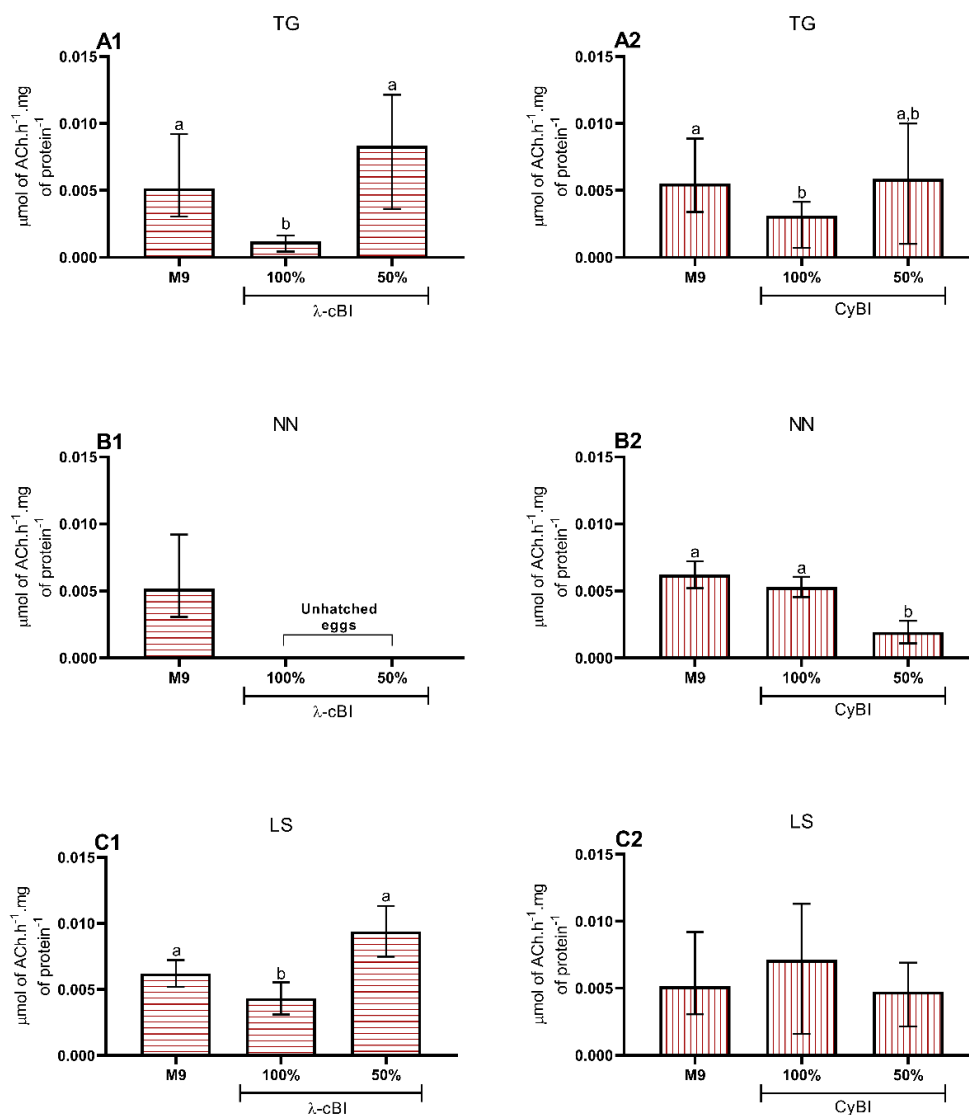 A1
TG
μmol of ACh.h⁻¹.mg
of protein⁻¹
0.015
0.010
0.005
0.000
a
b
a
M9
100%
50%
λ-cBI
A2
TG
μmol of ACh.h⁻¹.mg
of protein⁻¹
0.015
0.010
0.005
0.000
a
b
a,b
M9
100%
50%
CyBI
B1
NN
μmol of ACh.h⁻¹.mg
of protein⁻¹
0.015
0.010
0.005
0.000
Unhatched
eggs
M9
100%
50%
λ-cBI
B2
NN
μmol of ACh.h⁻¹.mg
of protein⁻¹
0.015
0.010
0.005
0.000
a
a
b
M9
100%
50%
CyBI
C1
LS
μmol of ACh.h⁻¹.mg
of protein⁻¹
0.015
0.010
0.005
0.000
a
b
a
M9
100%
50%
λ-cBI
C2
LS
μmol of ACh.h⁻¹.mg
of protein⁻¹
0.015
0.010
0.005
0.000
M9
100%
50%
CyBI